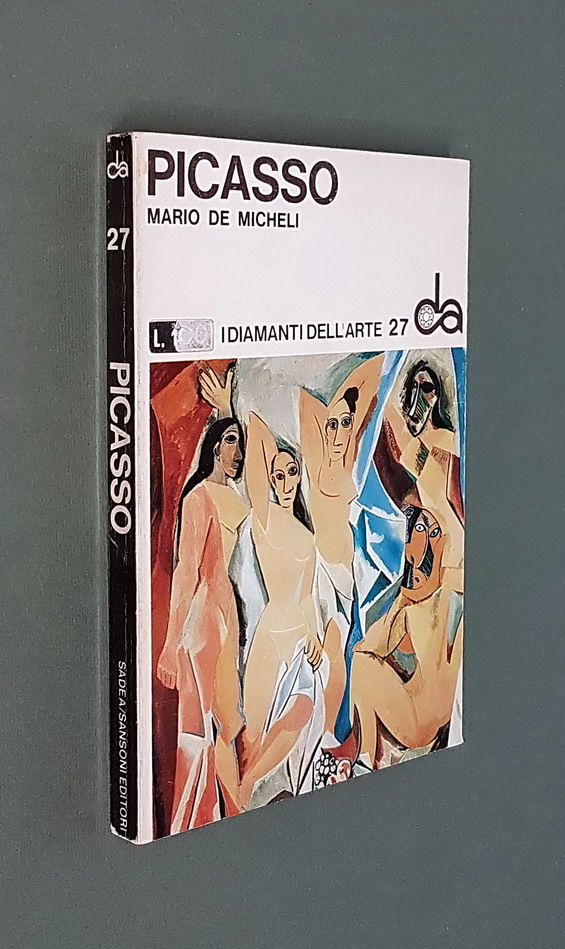 PICASSO
MARIO DE MICHELI
L.
I DIAMANTI DELL'ARTE 27
da
da
27
PICASSO
SADEA/SANSONI EDITORI